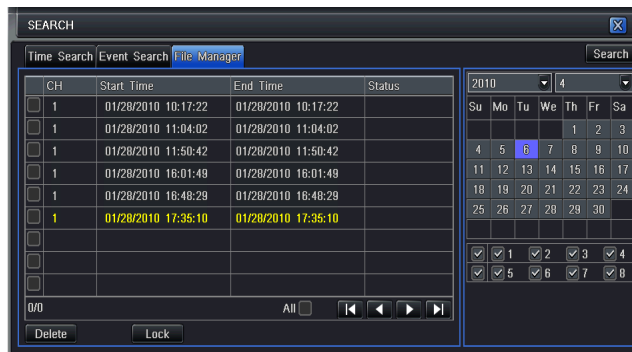 SEARCH X
Time Search Event Search File Manager Search
CH Start Time End Time Status
1 01/28/2010 10:17:22 01/28/2010 10:17:22
1 01/28/2010 11:04:02 01/28/2010 11:04:02
1 01/28/2010 11:50:42 01/28/2010 11:50:42
1 01/28/2010 16:01:49 01/28/2010 16:01:49
1 01/28/2010 16:48:29 01/28/2010 16:48:29
1 01/28/2010 17:35:10 01/28/2010 17:35:10
0/0 All
Delete Lock
2010 4
Su Mo Tu We Th Fr Sa
1 2 3
4 5 6 7 8 9 10
11 12 13 14 15 16 17
18 19 20 21 22 23 24
25 26 27 28 29 30
1 2 3 4
5 6 7 8